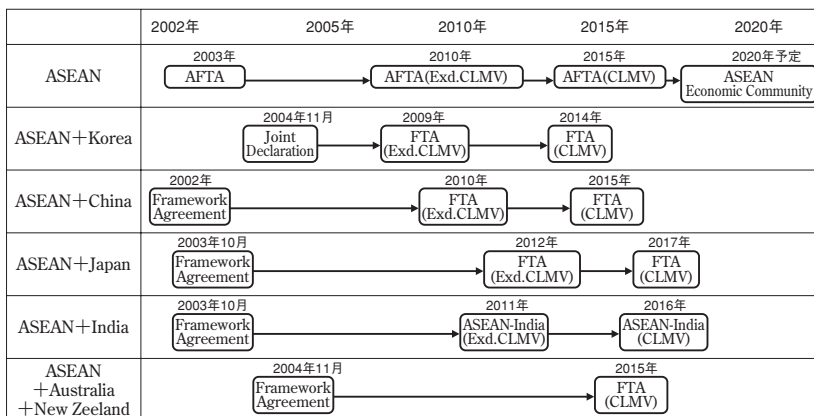 2002年 2005年 2010年 2015年 2020年
ASEAN
2003年
AFTA
2010年
AFTA(Exd.CLMV)
2015年
AFTA(CLMV)
2020年予定
ASEAN
Economic Community
ASEAN+Korea
2004年11月
Joint
Declaration
2009年
FTA
(Exd.CLMV)
2014年
FTA
(CLMV)
ASEAN+China
2002年
Framework
Agreement
2010年
FTA
(Exd.CLMV)
2015年
FTA
(CLMV)
ASEAN+Japan
2003年10月
Framework
Agreement
2012年
FTA
(Exd.CLMV)
2017年
FTA
(CLMV)
ASEAN+India
2003年10月
Framework
Agreement
2011年
ASEAN-India
(Exd.CLMV)
2016年
ASEAN-India
(CLMV)
ASEAN
+Australia
+New Zeeland
2004年11月
Framework
Agreement
2015年
FTA
(CLMV)